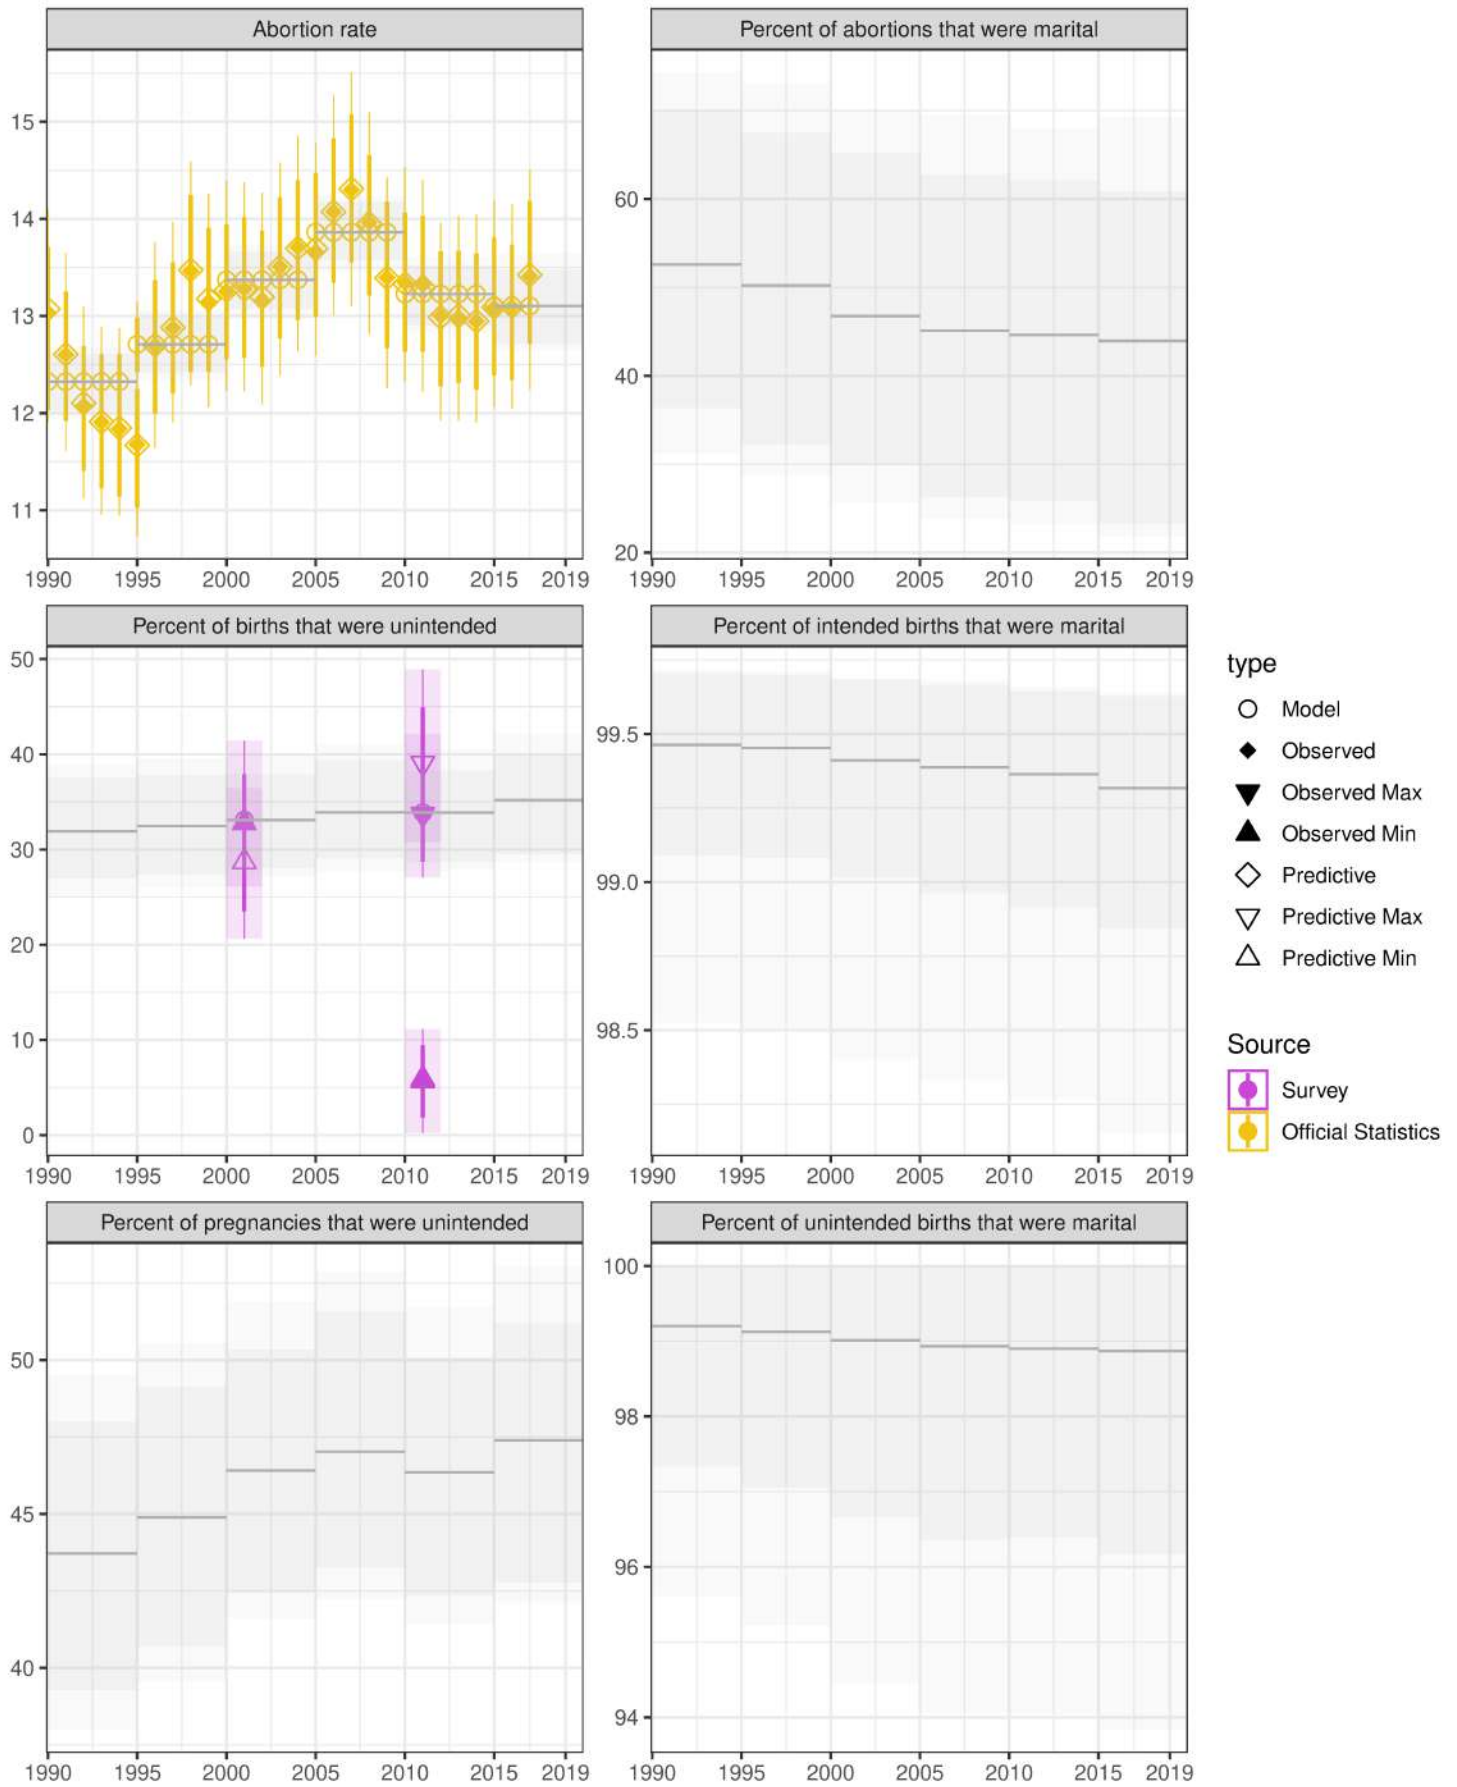 Abortion rate
15
14
13
12
11
1990 1995 2000 2005 2010 2015 2019
Percent of abortions that were marital
60
40
20
1990 1995 2000 2005 2010 2015 2019
Percent of births that were unintended
50
40
30
20
10
0
1990 1995 2000 2005 2010 2015 2019
Percent of intended births that were marital
99.5
99.0
98.5
1990 1995 2000 2005 2010 2015 2019
type
Model
Observed
Observed Max
Observed Min
Predictive
Predictive Max
Predictive Min
Source
Survey
Official Statistics
Percent of pregnancies that were unintended
50
45
40
1990 1995 2000 2005 2010 2015 2019
Percent of unintended births that were marital
100
98
96
94
1990 1995 2000 2005 2010 2015 2019